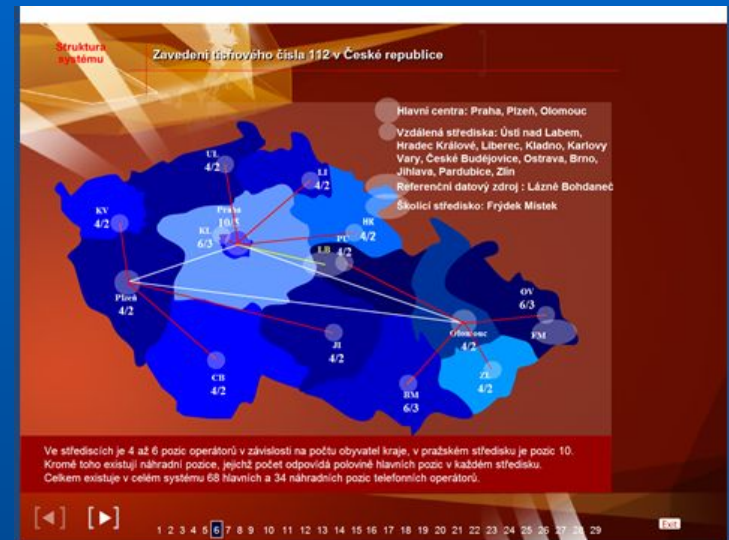 Struktura
systému
Zavedení tísňového čísla 112 v České republice
Hlavní centra: Praha, Plzeň, Olomouc
Vzdálená střediska: Ústí nad Labem,
Hradec Králové, Liberec, Kladno, Karlovy
Vary, České Budějovice, Ostrava, Brno,
Jihlava, Pardubice, Zlín
Referenční datový zdroj : Lázně Bohdaneč
Školící středisko: Frýdek Místek
UL
4/2
LI
4/2
KV
4/2
Praha
10/5
KL
6/3
HK
4/2
PU
4/2
LB
Plzeň
4/2
OV
6/3
FM
Olomouc
4/2
JI
4/2
CB
4/2
ZL
4/2
BM
6/3
Ve střediscích je 4 až 6 pozic operátorů v závislosti na počtu obyvatel kraje, v pražském středisku je pozic 10.
Kromě toho existují náhradní pozice, jejichž počet odpovídá polovině hlavních pozic v každém středisku.
Celkem existuje v celém systému 68 hlavních a 34 náhradních pozic telefonních operátorů.
1 2 3 4 5 6 7 8 9 10 11 12 13 14 15 16 17 18 19 20 21 22 23 24 25 26 27 28 29
Exit